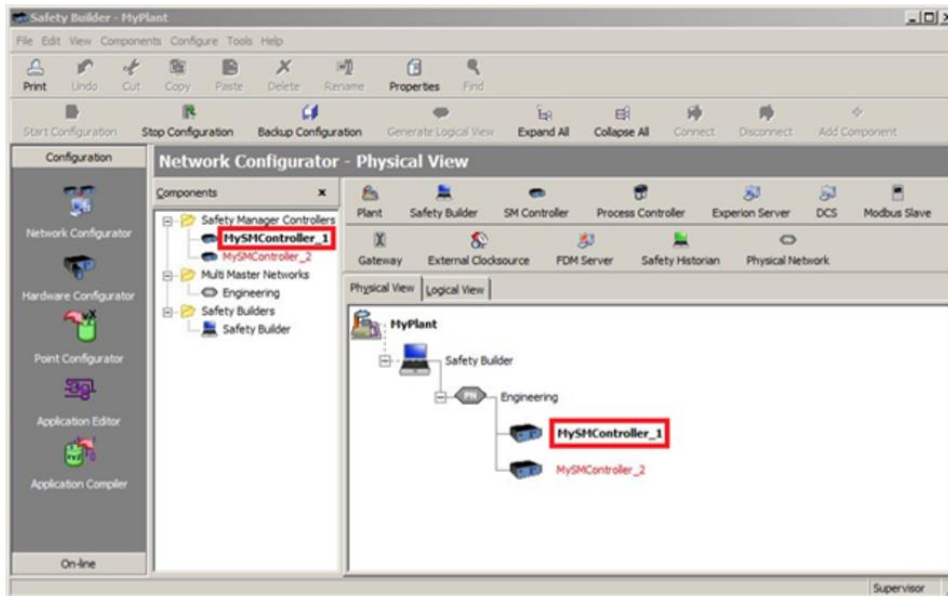 Safety Builder - MyPlant
File Edit View Components Configure Tools Help
Print Undo Cut Copy Paste Delete Rename Properties Find
Start Configuration Stop Configuration Backup Configuration Generate Logical View Expand All Collapse All Connect Disconnect Add Component
Configuration
Network Configurator
Hardware Configurator
Point Configurator
Application Editor
Application Compiler
On-line
Network Configurator - Physical View
Components x
Safety Manager Controllers
MySMController_1
MySMController_2
Multi Master Networks
Engineering
Safety Builders
Safety Builder
Plant Safety Builder SM Controller Process Controller Experion Server DCS Modbus Slave
Gateway External Clocksource FDM Server Safety Historian Physical Network
Physical View Logical View
MyPlant
Safety Builder
PN Engineering
MySMController_1
MySMController_2
Supervisor